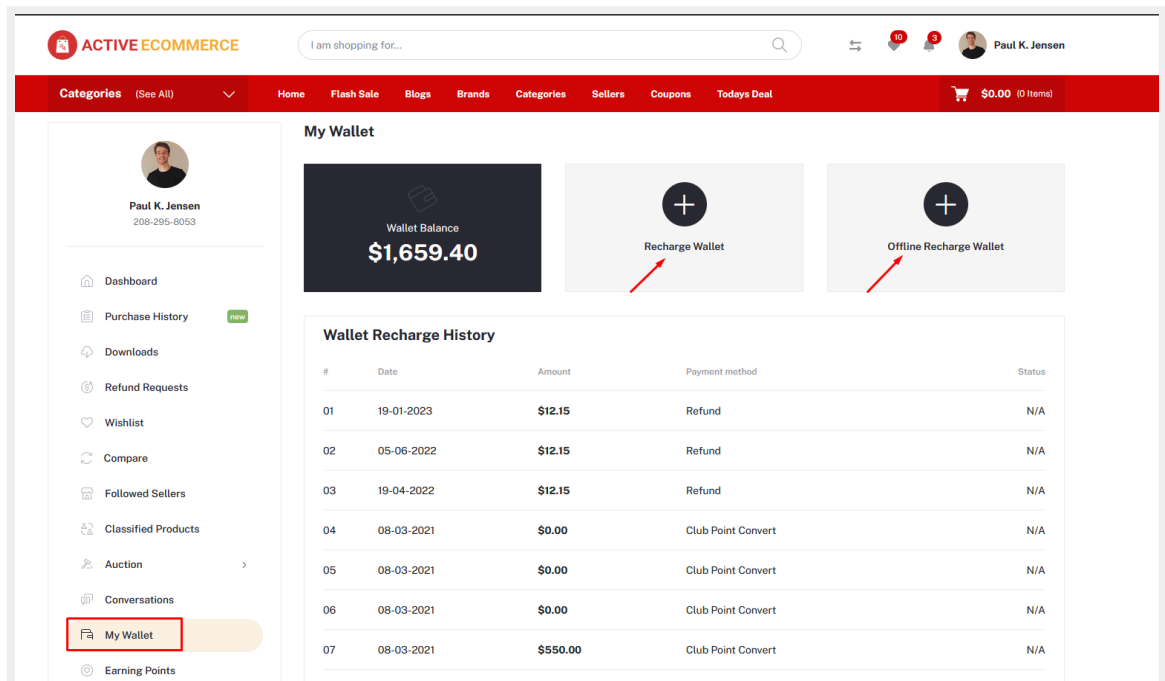 ACTIVE ECOMMERCE
I am shopping for...
10
3
Paul K. Jensen
Categories (See All)
Home Flash Sale Blogs Brands Categories Sellers Coupons Todays Deal
$0.00 (0 Items)
Paul K. Jensen
208-295-8053
Dashboard
Purchase History new
Downloads
Refund Requests
Wishlist
Compare
Followed Sellers
Classified Products
Auction
Conversations
My Wallet
Earning Points
My Wallet
Wallet Balance
$1,659.40
Recharge Wallet
Offline Recharge Wallet
Wallet Recharge History
# Date Amount Payment method Status
01 19-01-2023 $12.15 Refund N/A
02 05-06-2022 $12.15 Refund N/A
03 19-04-2022 $12.15 Refund N/A
04 08-03-2021 $0.00 Club Point Convert N/A
05 08-03-2021 $0.00 Club Point Convert N/A
06 08-03-2021 $0.00 Club Point Convert N/A
07 08-03-2021 $550.00 Club Point Convert N/A